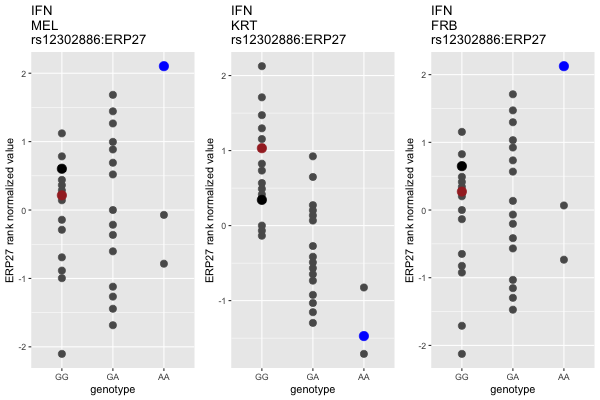 IFN
MEL
rs12302886:ERP27
ERP27 rank normalized value
2
1
0
-1
-2
GG
GA
AA
genotype
IFN
KRT
rs12302886:ERP27
ERP27 rank normalized value
2
1
0
-1
GG
GA
AA
genotype
IFN
FRB
rs12302886:ERP27
ERP27 rank normalized value
2
1
0
-1
-2
GG
GA
AA
genotype